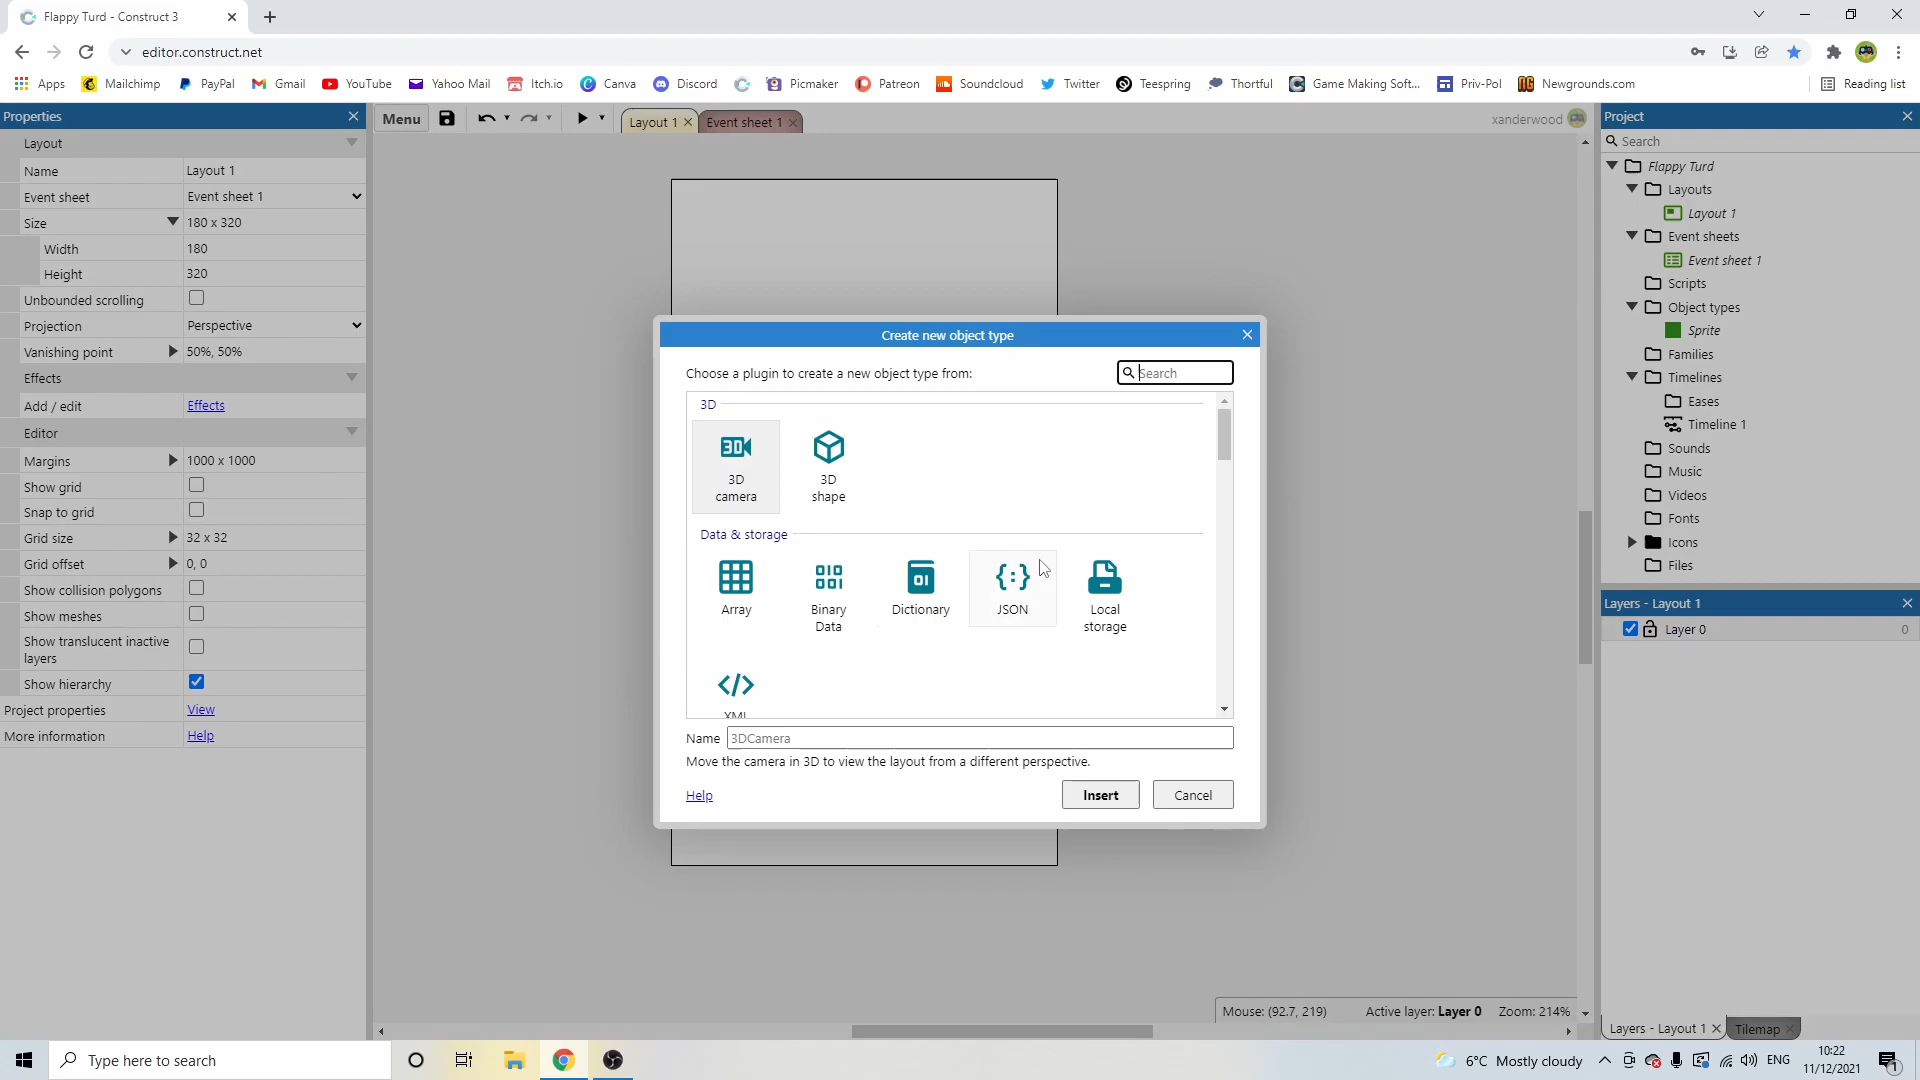 Flappy Turd - Construct 3
editor.construct.net
Apps Mailchimp PayPal Gmail YouTube Yahoo Mail Itch.io Canva Discord Picmaker Patreon Soundcloud Twitter Teespring Thortful Game Making Soft... Priv-Pol Newgrounds.com Reading list
Properties
Menu
Layout 1
Event sheet 1
xanderwood
Project
Search
Layout
Name Layout 1
Event sheet Event sheet 1
Size 180 x 320
Width 180
Height 320
Unbounded scrolling
Projection Perspective
Vanishing point 50%, 50%
Effects
Add / edit Effects
Editor
Margins 1000 x 1000
Show grid
Snap to grid
Grid size 32 x 32
Grid offset 0, 0
Show collision polygons
Show meshes
Show translucent inactive
layers
Show hierarchy
Project properties View
More information Help
Create new object type
Choose a plugin to create a new object type from:
Search
3D
3D
camera
3D
shape
Data & storage
Array
Binary
Data
Dictionary
JSON
Local
storage
XML
Name 3DCamera
Move the camera in 3D to view the layout from a different perspective.
Help
Insert
Cancel
Flappy Turd
Layouts
Layout 1
Event sheets
Event sheet 1
Scripts
Object types
Sprite
Families
Timelines
Eases
Timeline 1
Sounds
Music
Videos
Fonts
Icons
Files
Layers - Layout 1
Layer 0 0
Mouse: (92.7, 219) Active layer: Layer 0 Zoom: 214%
Layers - Layout 1
Tilemap
Type here to search
6°C Mostly cloudy
ENG
10:22
11/12/2021
1